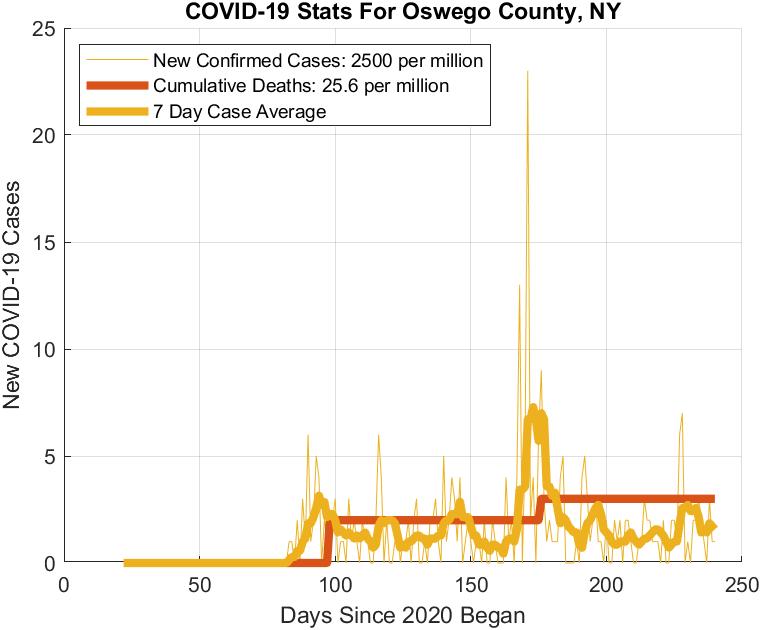 COVID-19 Stats For Oswego County, NY
25
New Confirmed Cases: 2500 per million
Cumulative Deaths: 25.6 per million
7 Day Case Average
20
15
10
5
0
New COVID-19 Cases
0 50 100 150 200 250
Days Since 2020 Began